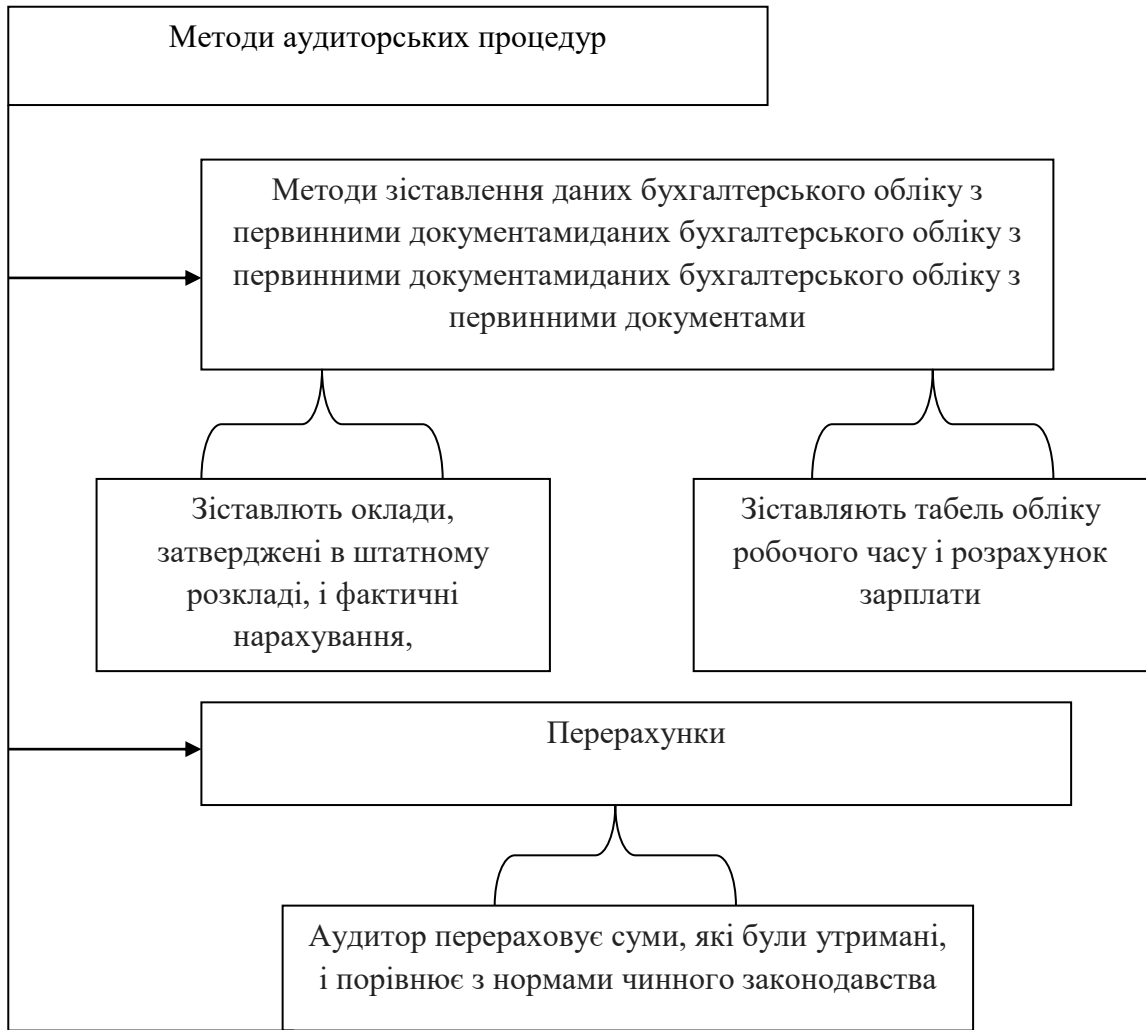 Методи аудиторських процедур
Методи зіставлення даних бухгалтерського обліку з
первинними документамиданих бухгалтерського обліку з
первинними документамиданих бухгалтерського обліку з
первинними документами
Зіставлють оклади,
затверджені в штатному
розкладі, і фактичні
нарахування,
Зіставляють табель обліку
робочого часу і розрахунок
зарплати
Перерахунки
Аудитор перераховує суми, які були утримані,
і порівнює з нормами чинного законодавства